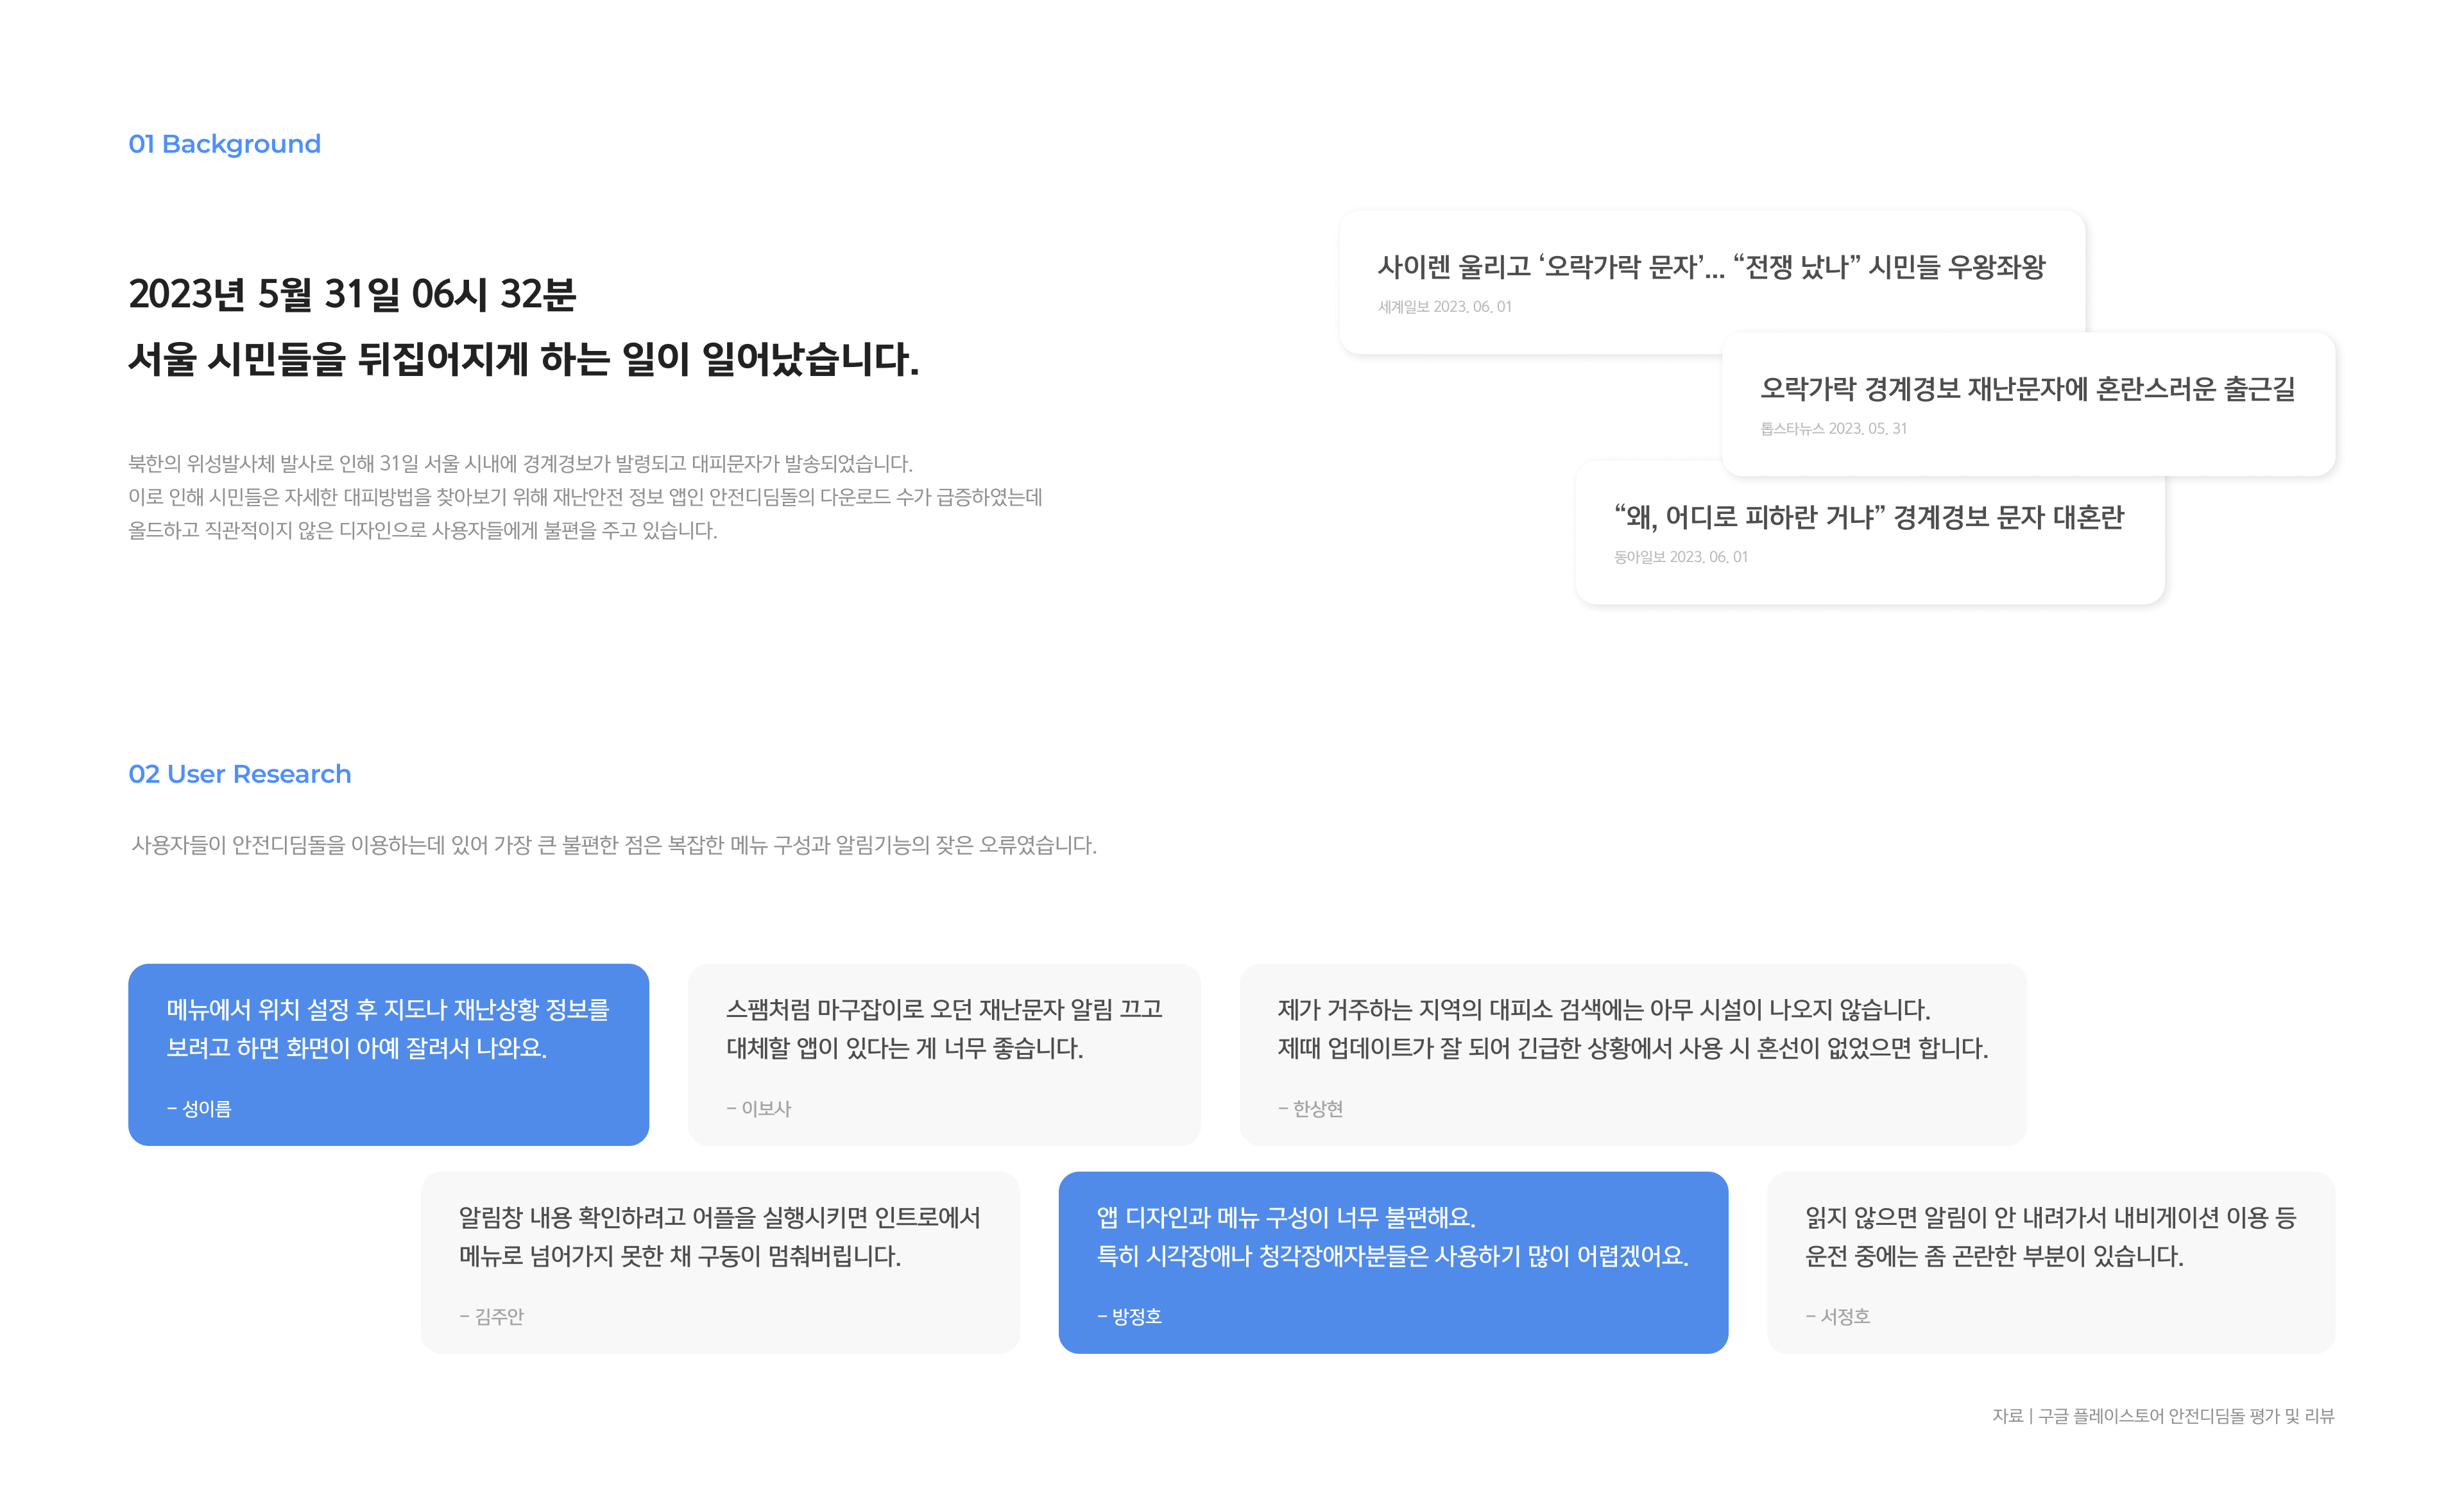 01 Background
2023년 5월 31일 06시 32분
서울 시민들을 뒤집어지게 하는 일이 일어났습니다.
북한의 위성발사체 발사로 인해 31일 서울 시내에 경계경보가 발령되고 대피문자가 발송되었습니다.
이로 인해 시민들은 자세한 대피방법을 찾아보기 위해 재난안전 정보 앱인 안전디딤돌의 다운로드 수가 급증하였는데
올드하고 직관적이지 않은 디자인으로 사용자들에게 불편을 주고 있습니다.
사이렌 울리고 ‘오락가락 문자’... “전쟁 났나” 시민들 우왕좌왕
세계일보 2023. 06. 01
오락가락 경계경보 재난문자에 혼란스러운 출근길
톱스타뉴스 2023. 05. 31
“왜, 어디로 피하란 거냐” 경계경보 문자 대혼란
동아일보 2023. 06. 01
02 User Research
사용자들이 안전디딤돌을 이용하는데 있어 가장 큰 불편한 점은 복잡한 메뉴 구성과 알림기능의 잦은 오류였습니다.
메뉴에서 위치 설정 후 지도나 재난상황 정보를
보려고 하면 화면이 아예 잘려서 나와요.
- 성이름
스팸처럼 마구잡이로 오던 재난문자 알림 끄고
대체할 앱이 있다는 게 너무 좋습니다.
- 이보사
제가 거주하는 지역의 대피소 검색에는 아무 시설이 나오지 않습니다.
제때 업데이트가 잘 되어 긴급한 상황에서 사용 시 혼선이 없었으면 합니다.
- 한상현
알림창 내용 확인하려고 어플을 실행시키면 인트로에서
메뉴로 넘어가지 못한 채 구동이 멈춰버립니다.
- 김주안
앱 디자인과 메뉴 구성이 너무 불편해요.
특히 시각장애나 청각장애자분들은 사용하기 많이 어렵겠어요.
- 방정호
읽지 않으면 알림이 안 내려가서 내비게이션 이용 등
운전 중에는 좀 곤란한 부분이 있습니다.
- 서정호
자료 | 구글 플레이스토어 안전디딤돌 평가 및 리뷰